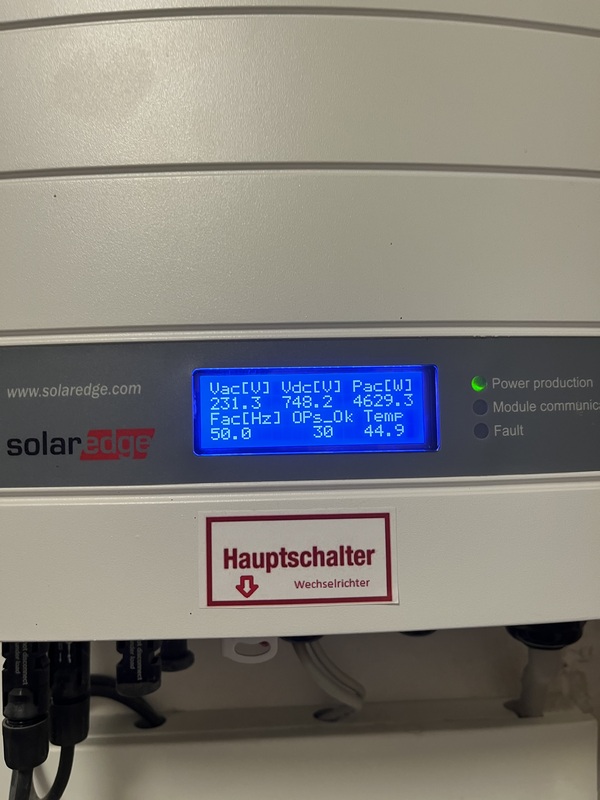 www.solaredge.com
solaredge
Vac[V] Vdc[V] Pac[W]
231.3 748.2 4629.3
Fac[Hz] OPs_Ok Temp
50.0 30 44.9
Power production
Module
Fault
Hauptschalter
Wechselrichter